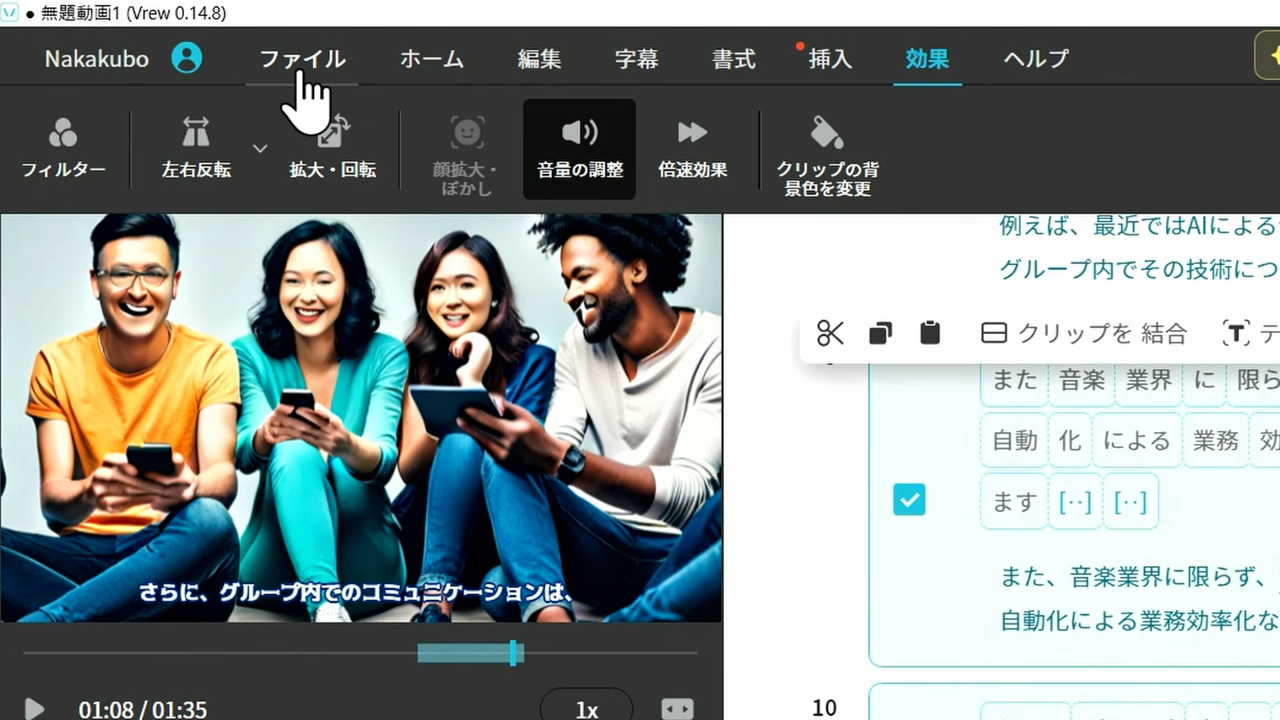 ● 無題動画1 (Vrew 0.14.8)
Nakakubo ファイル ホーム 編集 字幕 書式 挿入 効果 ヘルプ
フィルター 左右反転 拡大・回転 顔拡大・ぼかし 音量の調整 倍速効果 クリップの背景色を変更
例えば、最近ではAIによる
グループ内でその技術につ
クリップを 結合 テ
また 音楽 業界 に 限ら
自動 化 による 業務 効
ます [··] [··]
また、音楽業界に限らず、
自動化による業務効率化な
さらに、グループ内でのコミュニケーションは、
01:08 / 01:35 1x
10